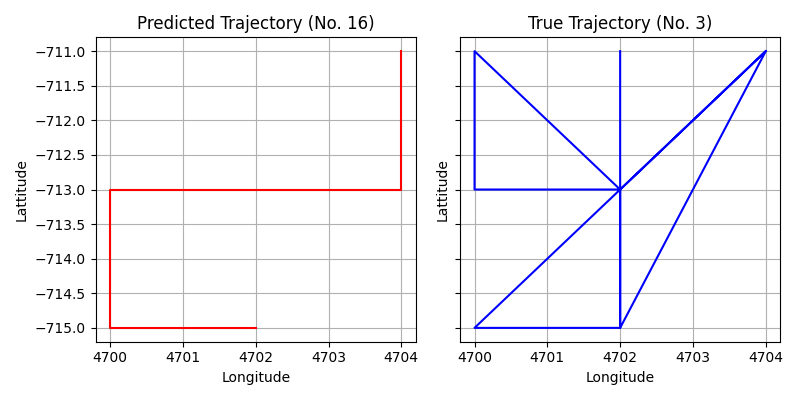 Predicted Trajectory (No. 16)
True Trajectory (No. 3)
−711.0
−711.5
−712.0
−712.5
−713.0
−713.5
−714.0
−714.5
−715.0
Lattitude
Lattitude
4700 4701 4702 4703 4704
4700 4701 4702 4703 4704
Longitude
Longitude